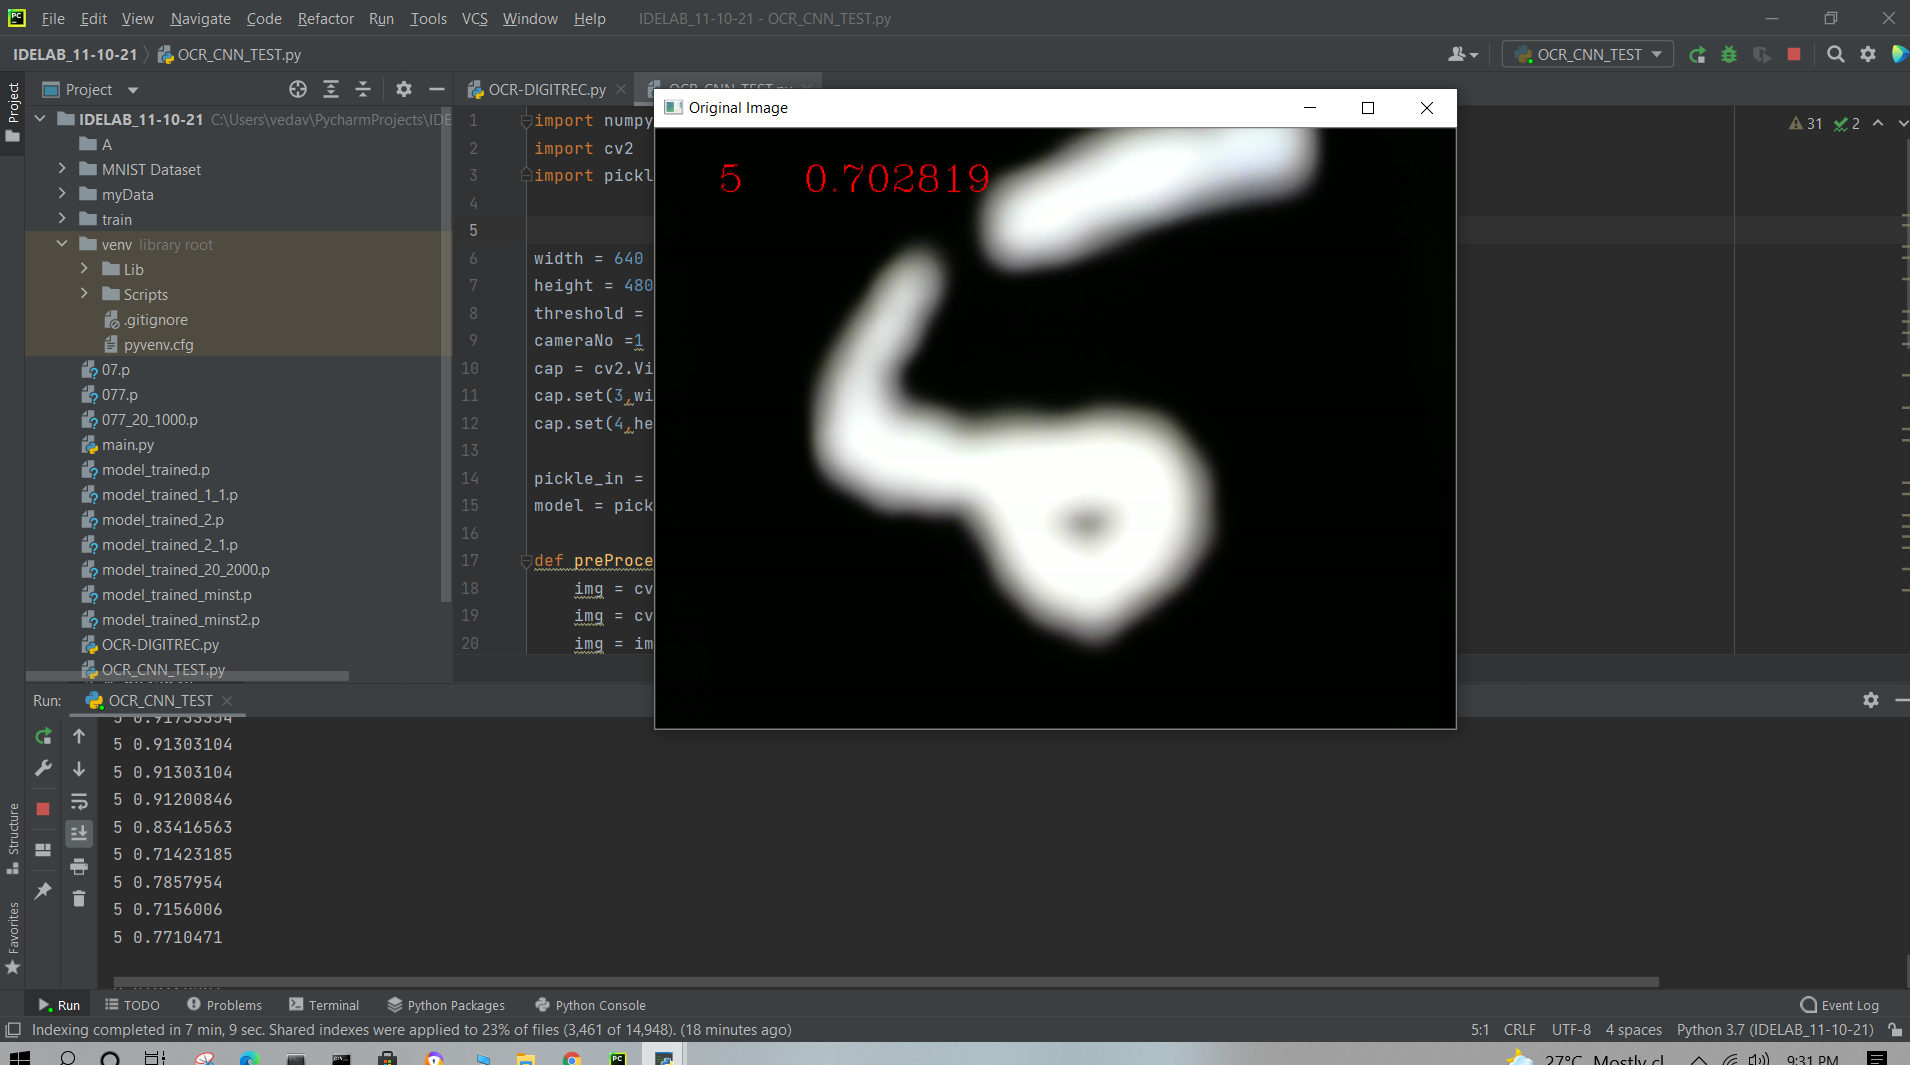 File Edit View Navigate Code Refactor Run Tools VCS Window Help IDELAB_11-10-21 - OCR_CNN_TEST.py
IDELAB_11-10-21 OCR_CNN_TEST.py OCR_CNN_TEST
Project
Project
OCR-DIGITREC.py
Original Image
5 0.702819
31 2
IDELAB_11-10-21 C:\Users\vedav\PycharmProjects\IDE
A
MNIST Dataset
myData
train
venv library root
Lib
Scripts
.gitignore
pyvenv.cfg
07.p
077.p
077_20_1000.p
main.py
model_trained.p
model_trained_1_1.p
model_trained_2.p
model_trained_2_1.p
model_trained_20_2000.p
model_trained_minst.p
model_trained_minst2.p
OCR-DIGITREC.py
OCR_CNN_TEST.py
1 import numpy
2 import cv2
3 import pickl
4
5
6 width = 640
7 height = 480
8 threshold =
9 cameraNo =1
10 cap = cv2.Vi
11 cap.set(3,wi
12 cap.set(4,he
13
14 pickle_in =
15 model = pick
16
17 def preProce
18 img = cv
19 img = cv
20 img = im
Run: OCR_CNN_TEST
5 0.91733354
5 0.91303104
5 0.91303104
5 0.91200846
5 0.83416563
5 0.71423185
5 0.7857954
5 0.7156006
5 0.7710471
Structure
Favorites
Run TODO Problems Terminal Python Packages Python Console Event Log
Indexing completed in 7 min, 9 sec. Shared indexes were applied to 23% of files (3,461 of 14,948). (18 minutes ago) 5:1 CRLF UTF-8 4 spaces Python 3.7 (IDELAB_11-10-21)
27°C Mostly cl 9:31 PM